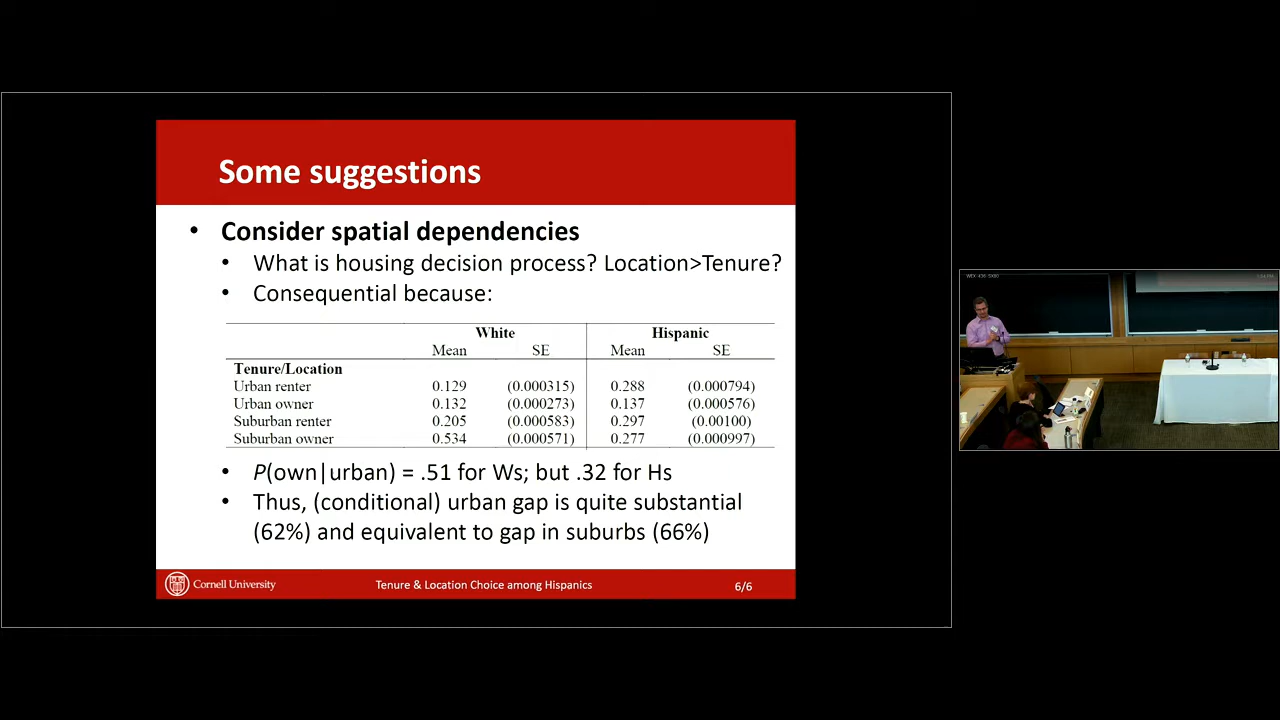 Some suggestions
• Consider spatial dependencies
• What is housing decision process? Location>Tenure?
• Consequential because:
White Hispanic
Mean SE Mean SE
Tenure/Location
Urban renter 0.129 (0.000315) 0.288 (0.000794)
Urban owner 0.132 (0.000273) 0.137 (0.000576)
Suburban renter 0.205 (0.000583) 0.297 (0.00100)
Suburban owner 0.534 (0.000571) 0.277 (0.000997)
• P(own|urban) = .51 for Ws; but .32 for Hs
• Thus, (conditional) urban gap is quite substantial
(62%) and equivalent to gap in suburbs (66%)
Cornell University Tenure & Location Choice among Hispanics 6/6